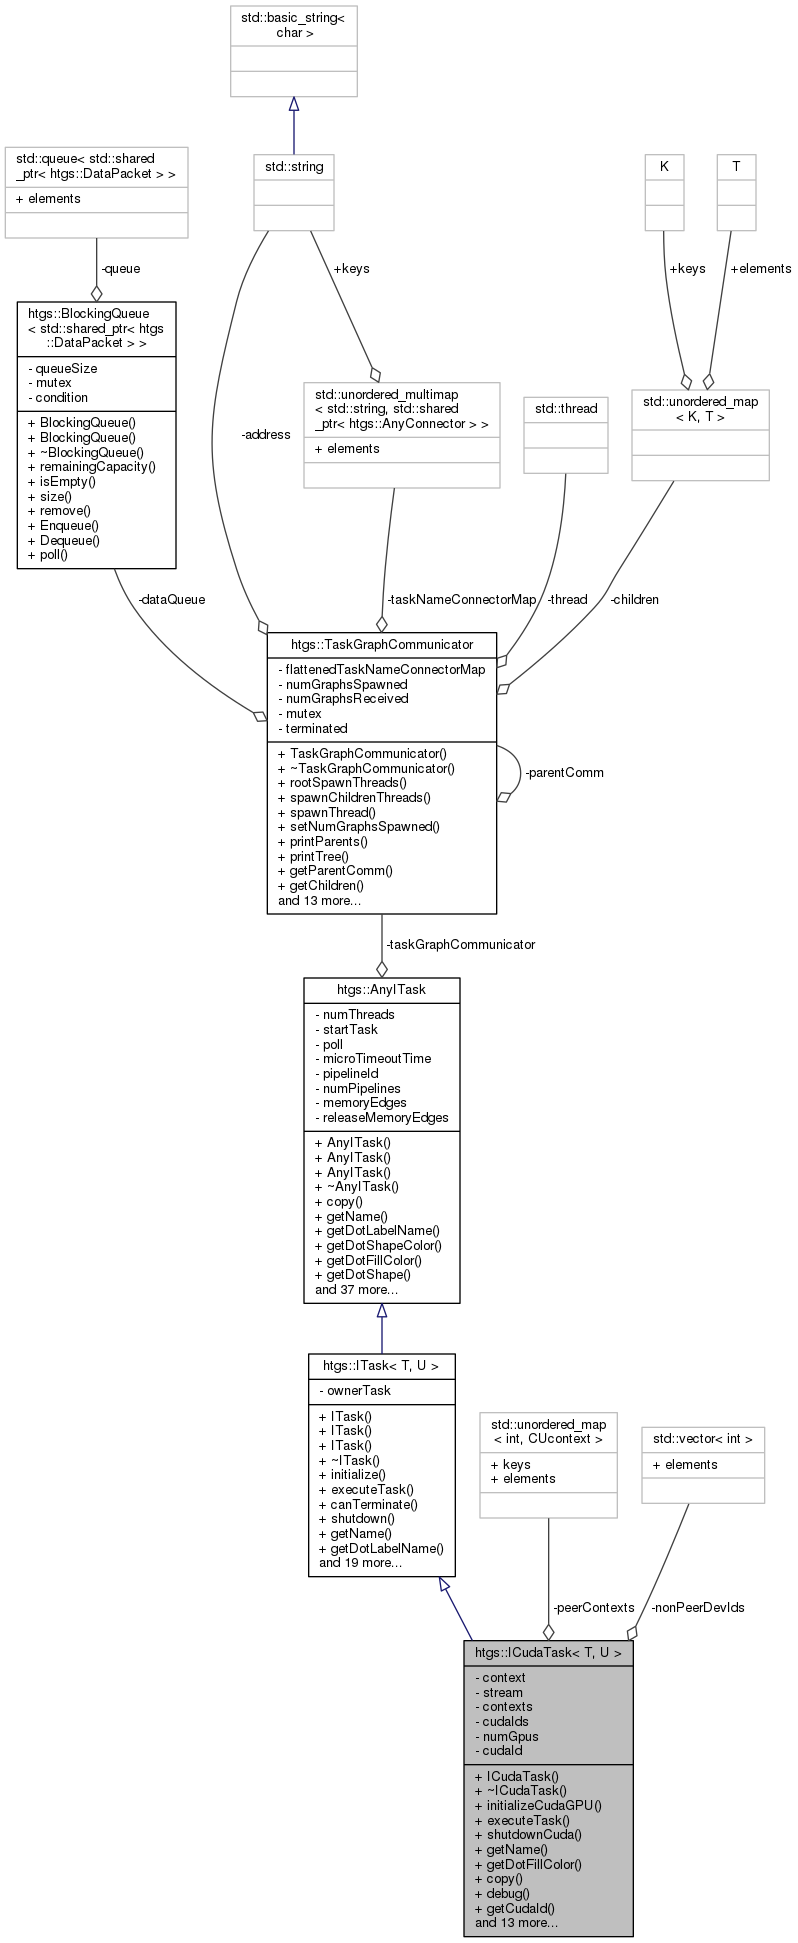 std::basic_string<
char >
std::string
std::queue< std::shared
_ptr< htgs::DataPacket > >
+ elements
K
T
-queue
+keys
+keys
+elements
htgs::BlockingQueue
< std::shared_ptr< htgs
::DataPacket > >
- queueSize
- mutex
- condition
+ BlockingQueue()
+ BlockingQueue()
+ ~BlockingQueue()
+ remainingCapacity()
+ isEmpty()
+ size()
+ remove()
+ Enqueue()
+ Dequeue()
+ poll()
-address
std::unordered_multimap
< std::string, std::shared
_ptr< htgs::AnyConnector > >
+ elements
std::thread
std::unordered_map
< K, T >
-dataQueue
-taskNameConnectorMap
-thread
-children
htgs::TaskGraphCommunicator
- flattenedTaskNameConnectorMap
- numGraphsSpawned
- numGraphsReceived
- mutex
- terminated
+ TaskGraphCommunicator()
+ ~TaskGraphCommunicator()
+ rootSpawnThreads()
+ spawnChildrenThreads()
+ spawnThread()
+ setNumGraphsSpawned()
+ printParents()
+ printTree()
+ getParentComm()
+ getChildren()
and 13 more...
-parentComm
-taskGraphCommunicator
htgs::AnyITask
- numThreads
- startTask
- poll
- microTimeoutTime
- pipelineId
- numPipelines
- memoryEdges
- releaseMemoryEdges
+ AnyITask()
+ AnyITask()
+ AnyITask()
+ ~AnyITask()
+ copy()
+ getName()
+ getDotLabelName()
+ getDotShapeColor()
+ getDotFillColor()
+ getDotShape()
and 37 more...
htgs::ITask< T, U >
- ownerTask
+ ITask()
+ ITask()
+ ITask()
+ ~ITask()
+ initialize()
+ executeTask()
+ canTerminate()
+ shutdown()
+ getName()
+ getDotLabelName()
and 19 more...
std::unordered_map
< int, CUcontext >
+ keys
+ elements
std::vector< int >
+ elements
-peerContexts
-nonPeerDevIds
htgs::ICudaTask< T, U >
- context
- stream
- contexts
- cudaIds
- numGpus
- cudaId
+ ICudaTask()
+ ~ICudaTask()
+ initializeCudaGPU()
+ executeTask()
+ shutdownCuda()
+ getName()
+ getDotFillColor()
+ copy()
+ debug()
+ getCudaId()
and 13 more...